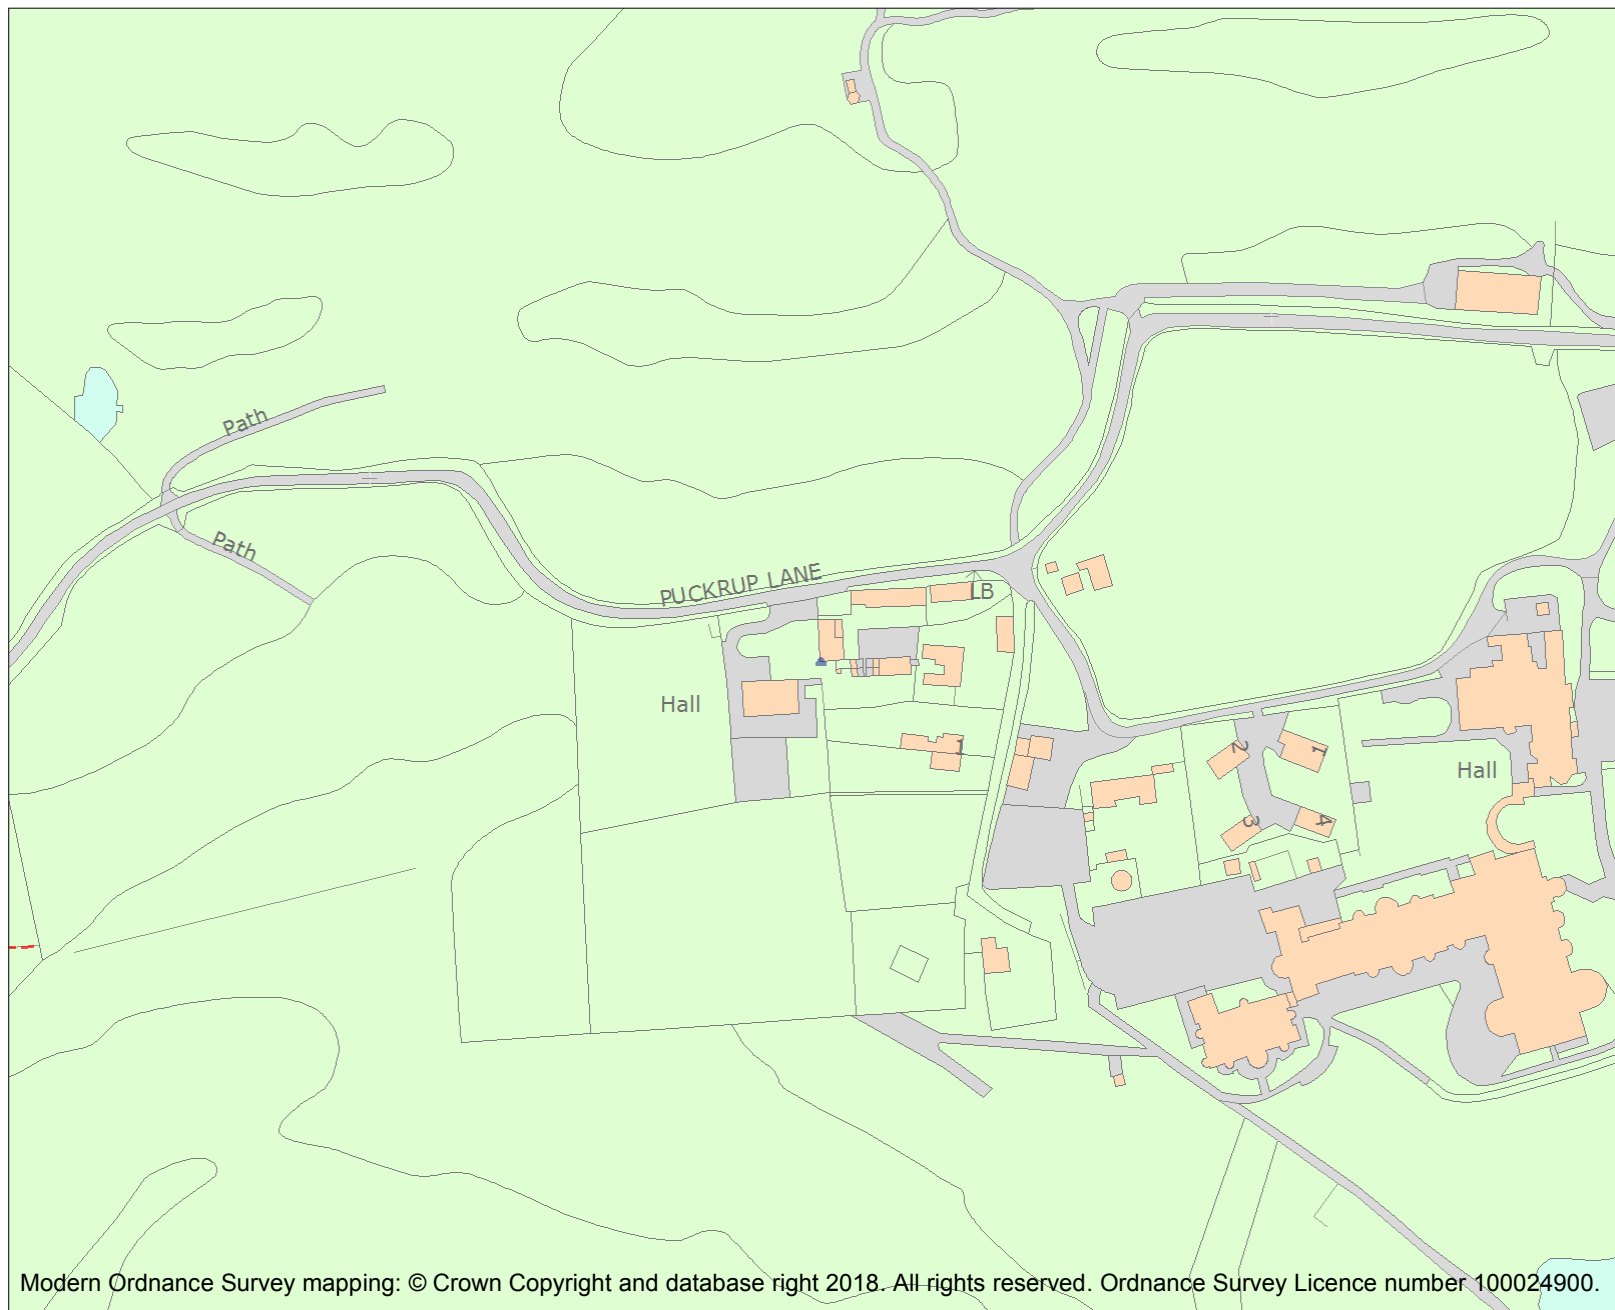 Path
Path
PUCKRUP LANE
LB
Hall
1
2
1
Hall
3
4
Modern Ordnance Survey mapping: © Crown Copyright and database right 2018. All rights reserved. Ordnance Survey Licence number 100024900.